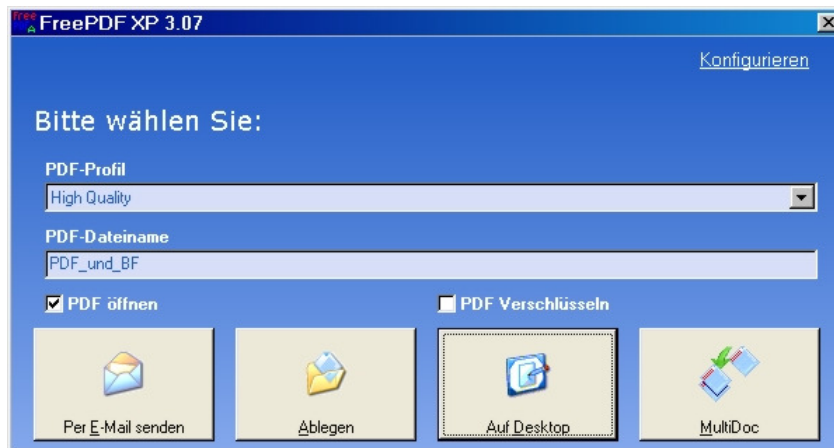 free
A
FreePDF XP 3.07
Konfigurieren
Bitte wählen Sie:
PDF-Profil
High Quality
PDF-Dateiname
PDF_und_BF
PDF öffnen
PDF Verschlüsseln
Per E-Mail senden
Ablegen
Auf Desktop
MultiDoc